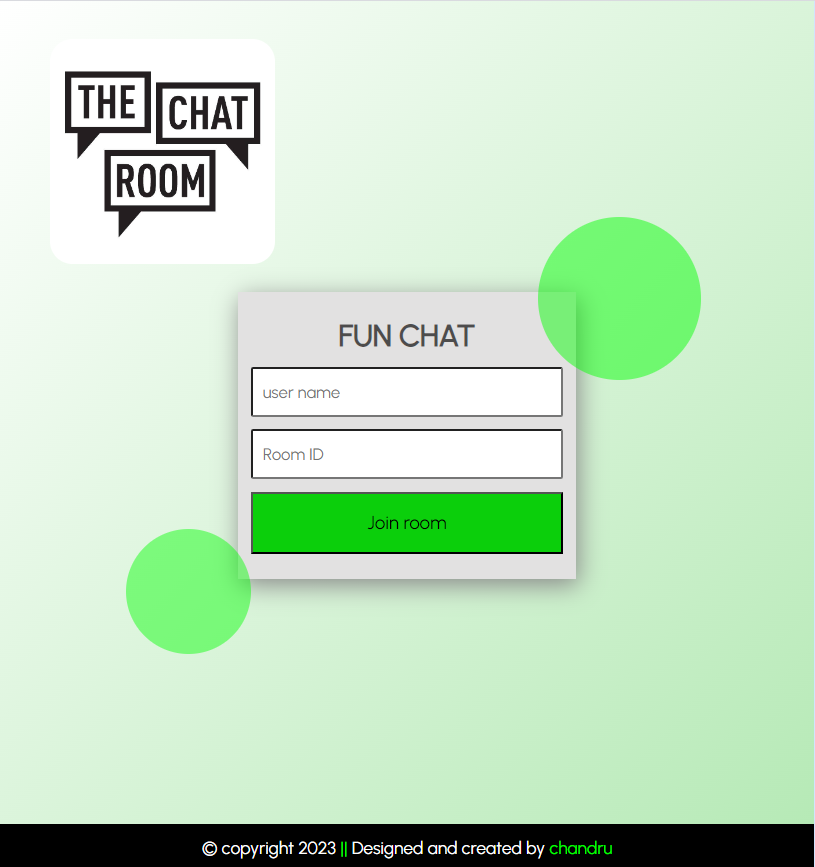 THE
CHAT
ROOM
FUN CHAT
user name
Room ID
Join room
© copyright 2023 || Designed and created by chandru